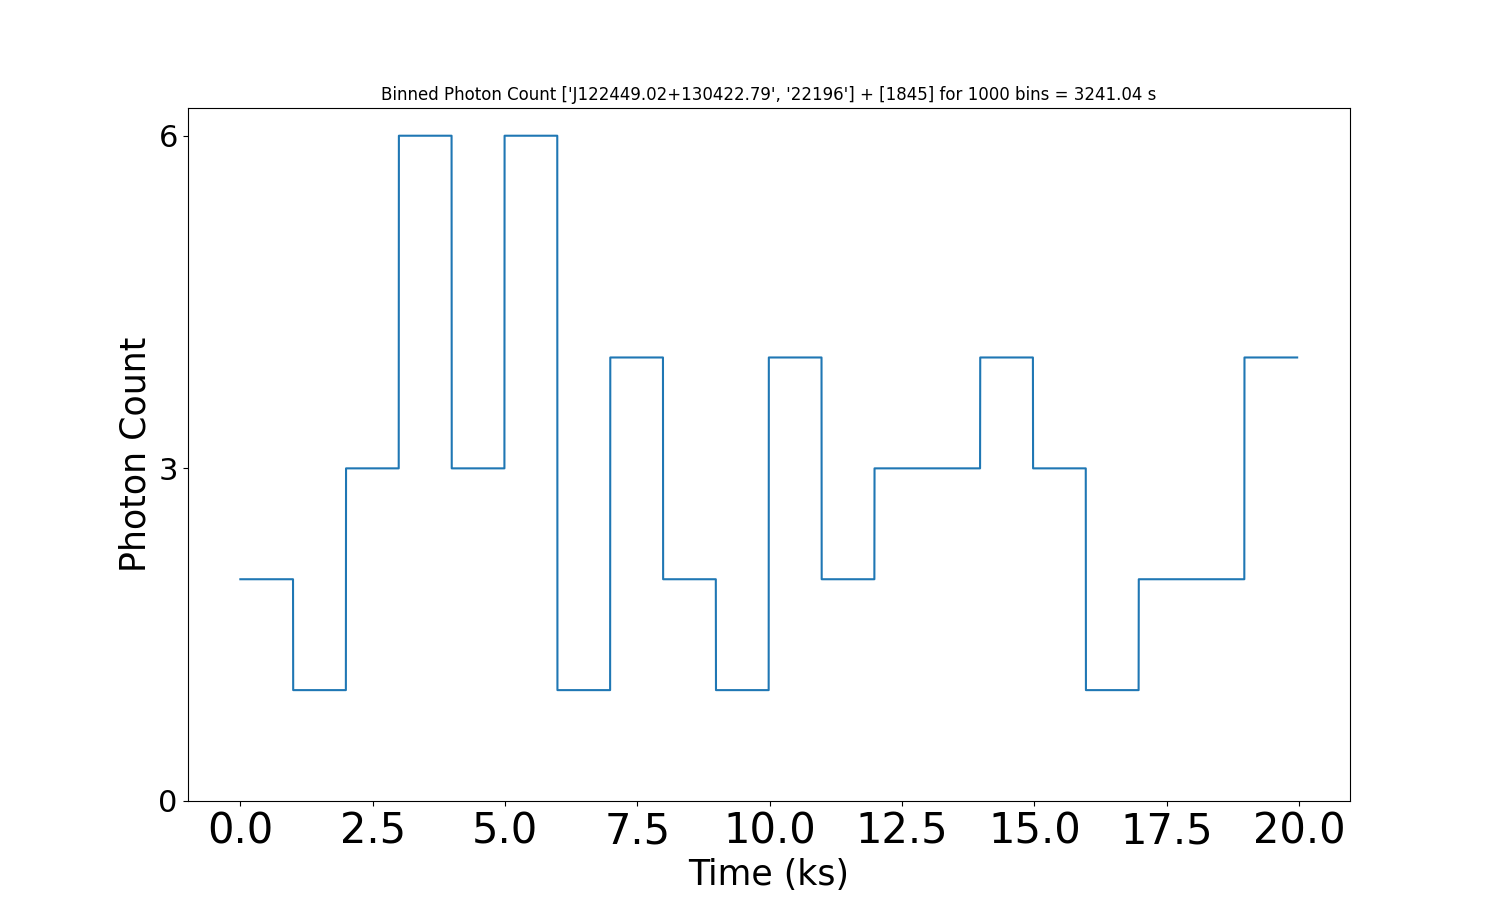 Binned Photon Count ['J122449.02+130422.79', '22196'] + [1845] for 1000 bins = 3241.04 s
6
3
0
Photon Count
0.0 2.5 5.0 7.5 10.0 12.5 15.0 17.5 20.0
Time (ks)